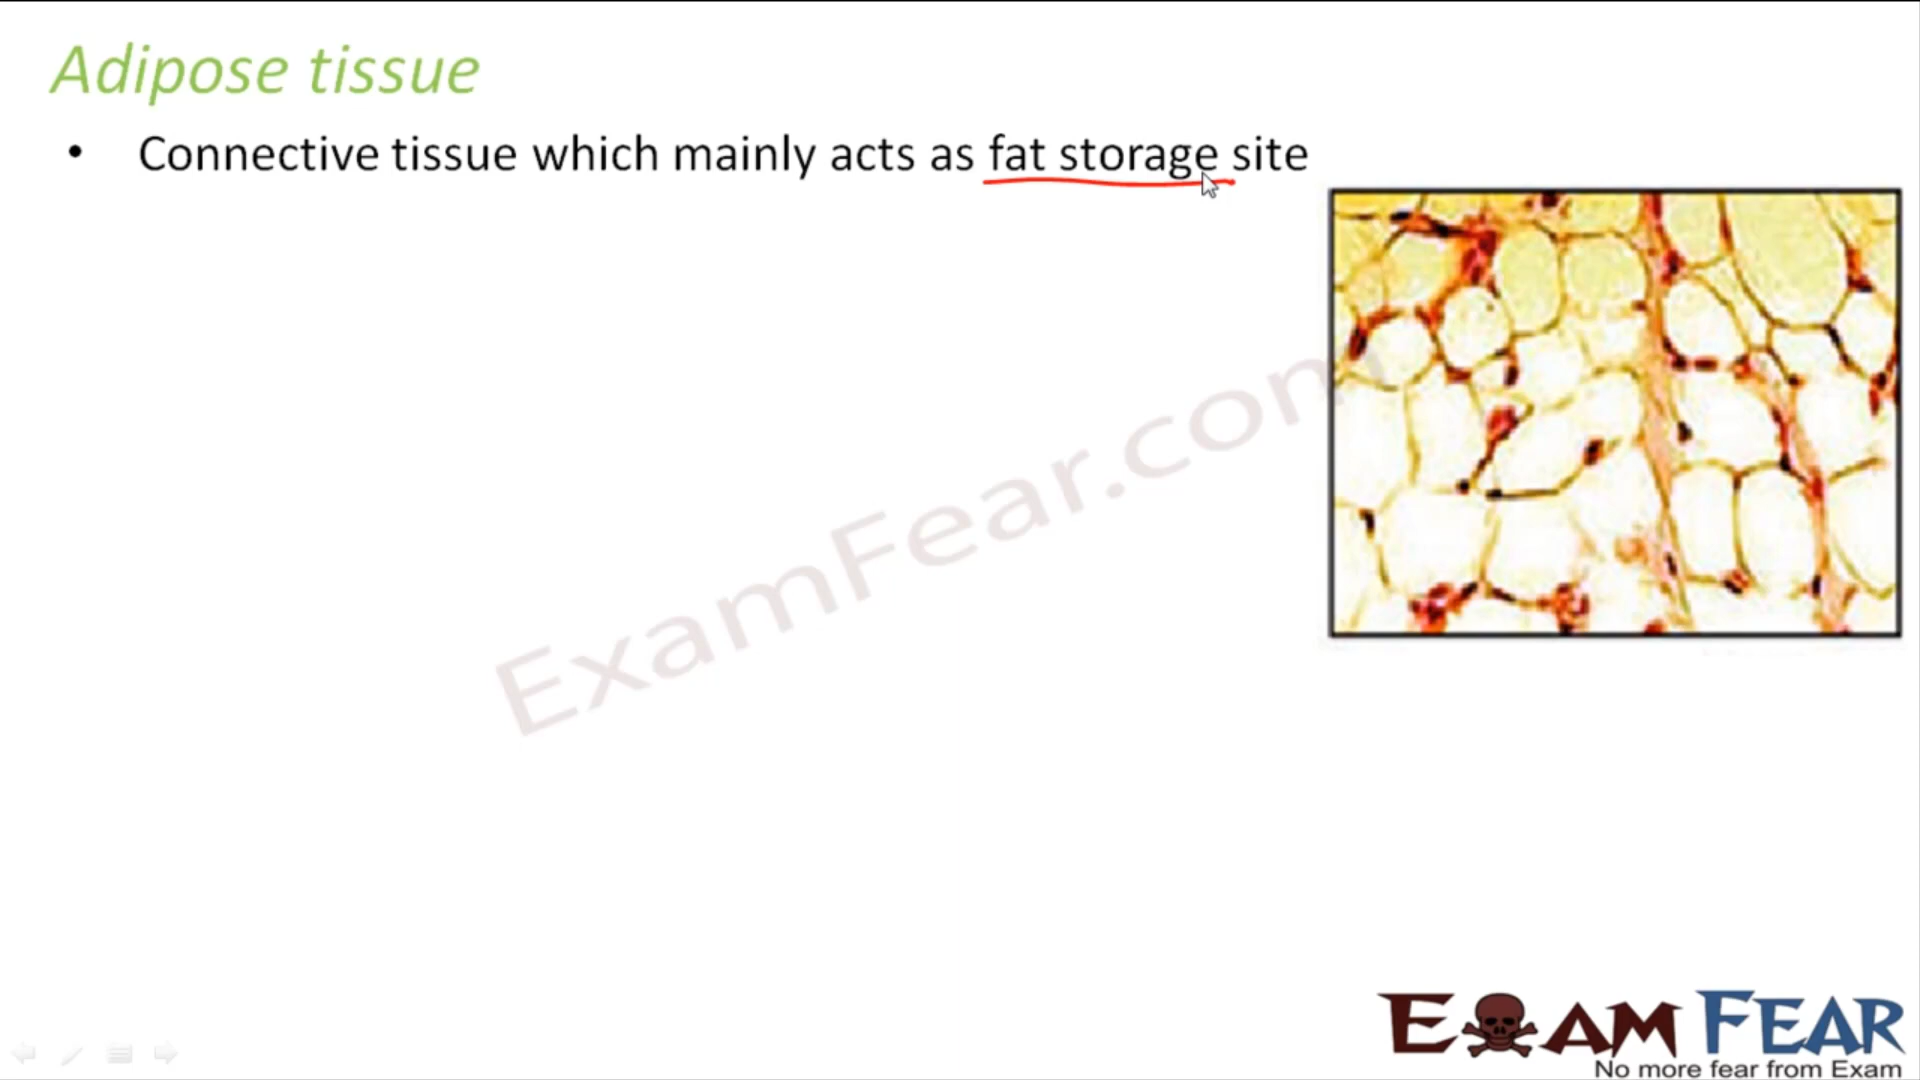 Adipose tissue
• Connective tissue which mainly acts as fat storage site
ExamFear.com
EXAM FEAR
No more fear from Exam